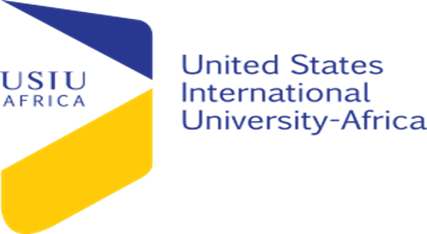 USIU
AFRICA
United States
International
University-Africa